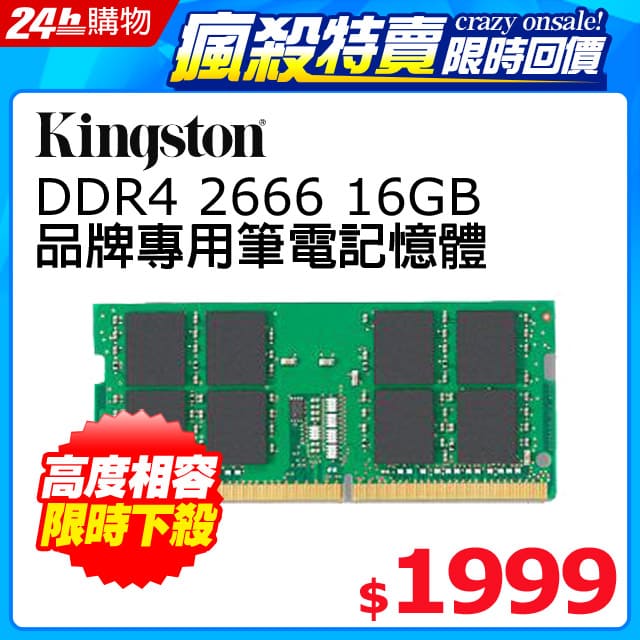 24h購物
瘋殺特賣
crazy onsale!
限時回價
Kingston®
DDR4 2666 16GB
品牌專用筆電記憶體
高度相容
限時下殺
$1999